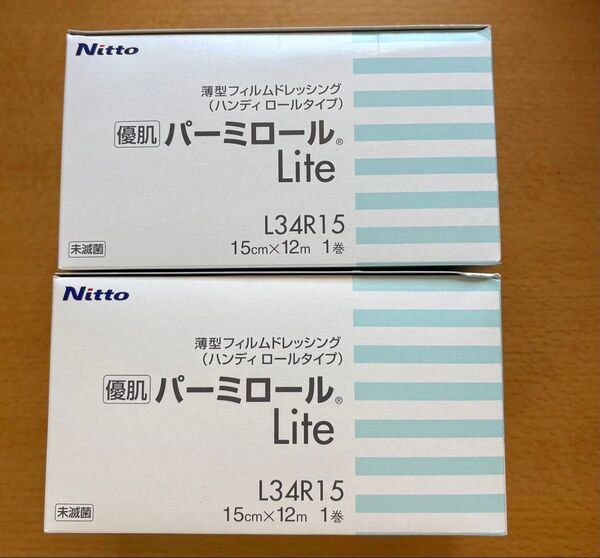 Nitto
薄型フィルムドレッシング
（ハンディ ロールタイプ）
優肌 パーミロール®
Lite
L34R15
未滅菌
15cm×12m 1巻
Nitto
薄型フィルムドレッシング
（ハンディ ロールタイプ）
優肌 パーミロール®
Lite
L34R15
未滅菌
15cm×12m 1巻